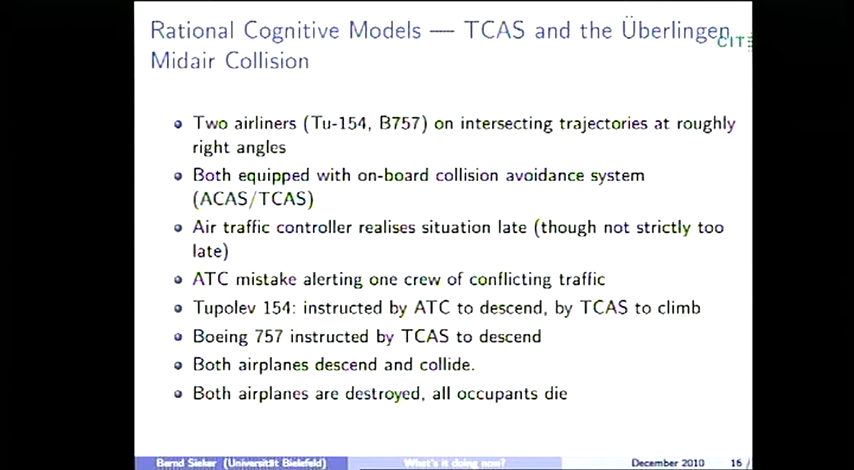 Rational Cognitive Models — TCAS and the Überlingen
CITE
Midair Collision
Two airliners (Tu-154, B757) on intersecting trajectories at roughly
right angles
Both equipped with on-board collision avoidance system
(ACAS/TCAS)
Air traffic controller realises situation late (though not strictly too
late)
ATC mistake alerting one crew of conflicting traffic
Tupolev 154: instructed by ATC to descend, by TCAS to climb
Boeing 757 instructed by TCAS to descend
Both airplanes descend and collide.
Both airplanes are destroyed, all occupants die
Bernd Sieker (Universität Bielefeld) What's it doing now? December 2010 16 /